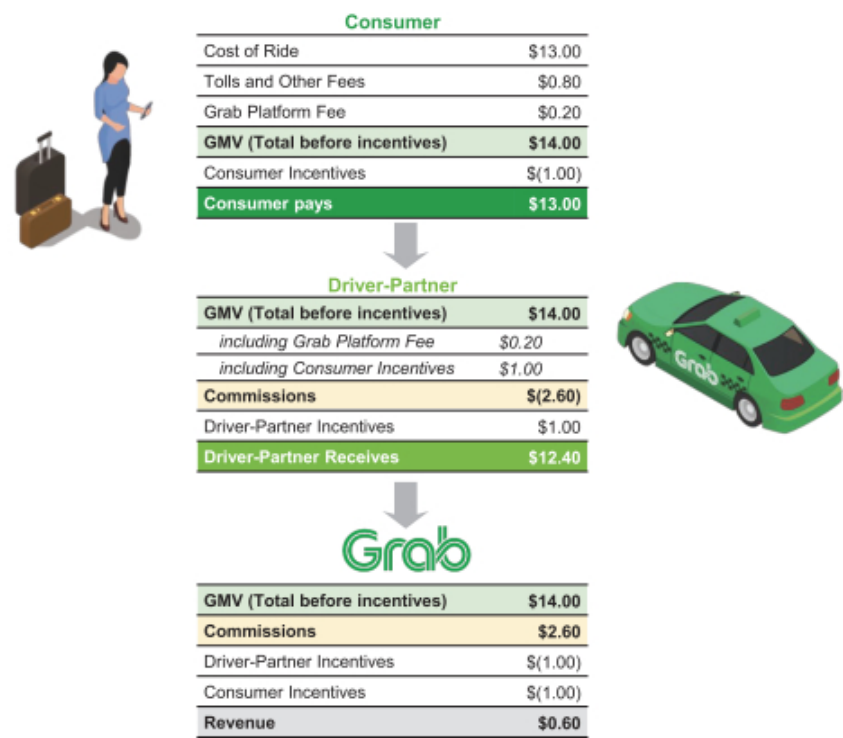 Consumer
Cost of Ride $13.00
Tolls and Other Fees $0.80
Grab Platform Fee $0.20
GMV (Total before incentives) $14.00
Consumer Incentives $(1.00)
Consumer pays $13.00
Driver-Partner
GMV (Total before incentives) $14.00
including Grab Platform Fee $0.20
including Consumer Incentives $1.00
Commissions $(2.60)
Driver-Partner Incentives $1.00
Driver-Partner Receives $12.40
Grab
Grab
GMV (Total before incentives) $14.00
Commissions $2.60
Driver-Partner Incentives $(1.00)
Consumer Incentives $(1.00)
Revenue $0.60